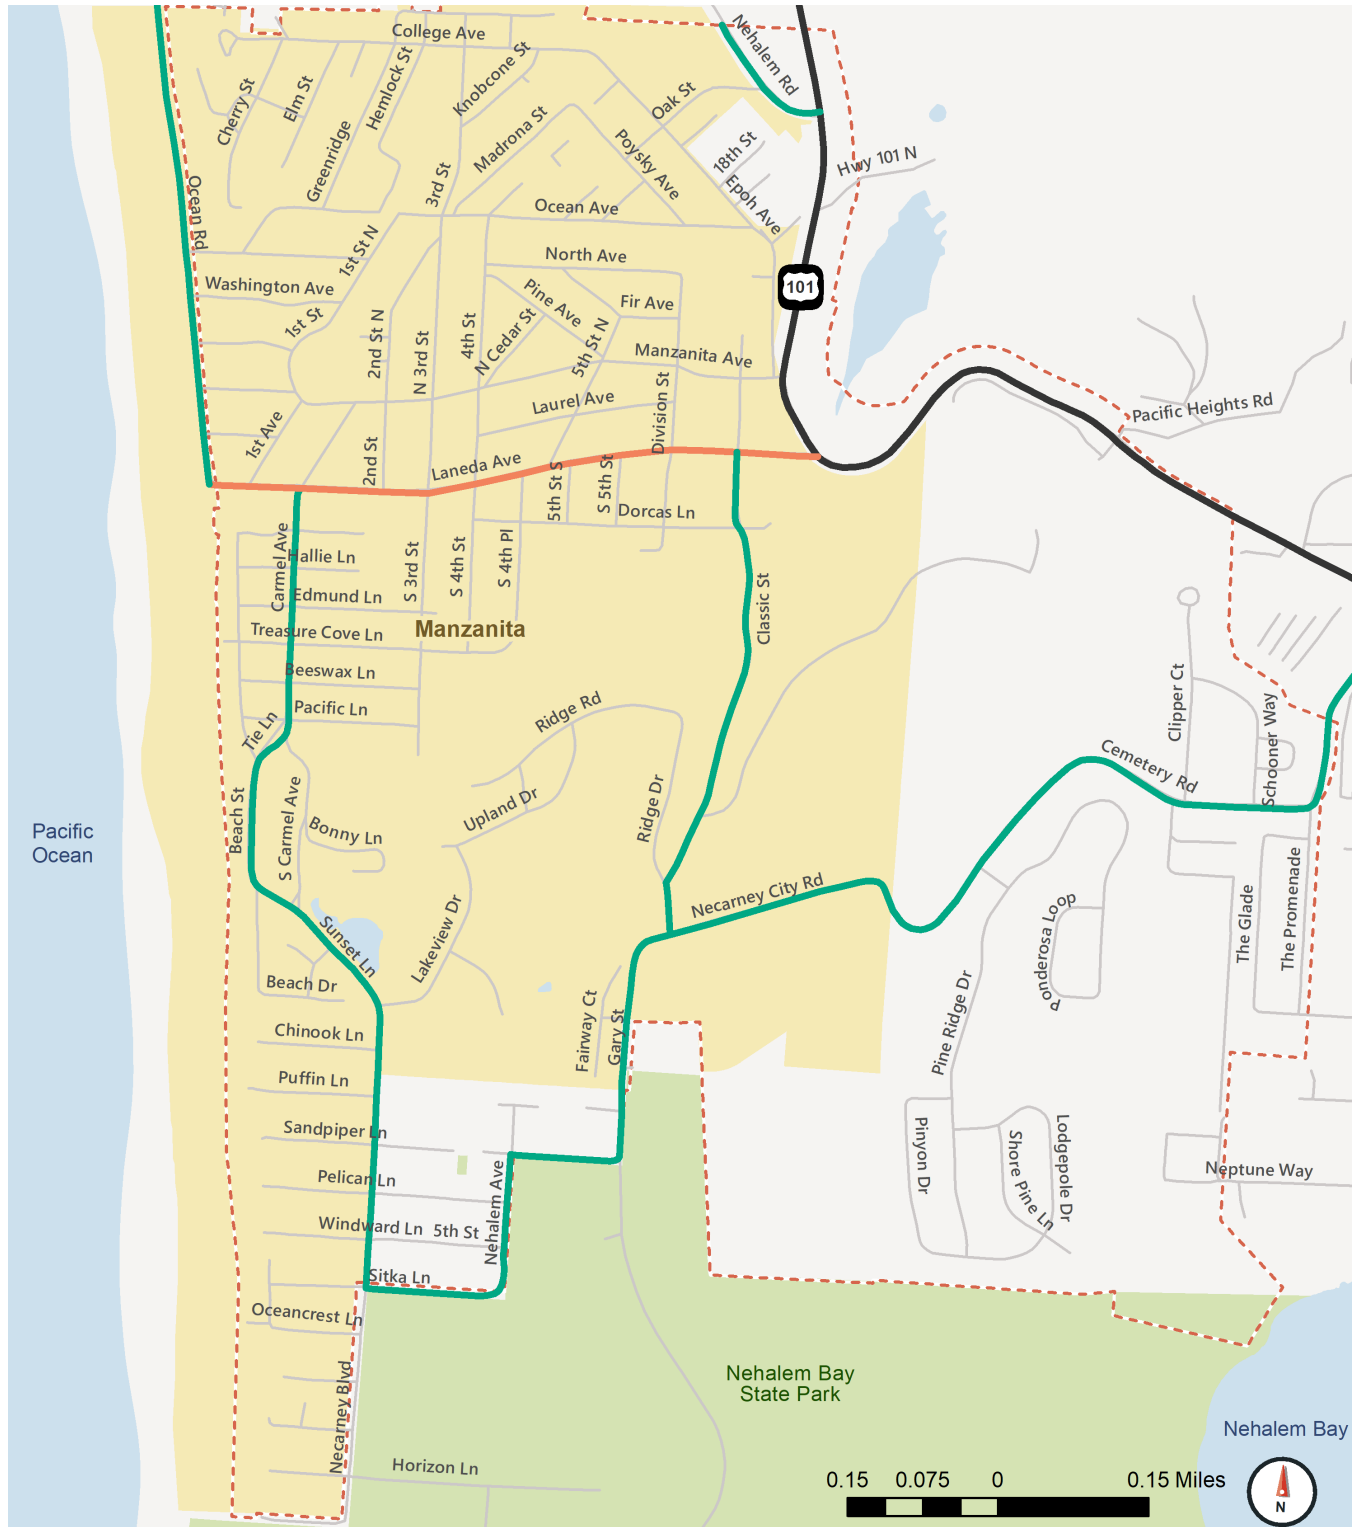 College Ave
Nehalem Rd
Cherry St
Elm St
Hemlock St
Knobcone St
Oak St
Greenridge
Madrona St
Poysky Ave
18th St
Epoh Ave
Hwy 101 N
3rd St
Ocean Rd
Ocean Ave
1st St N
North Ave
Washington Ave
Pine Ave
Fir Ave
101
1st St
2nd St N
N 3rd St
4th St
N Cedar St
5th St N
Manzanita Ave
Laurel Ave
Division St
Pacific Heights Rd
1st Ave
2nd St
Laneda Ave
5th St S
S 5th St
Dorcas Ln
Carmel Ave
Hallie Ln
Edmund Ln
S 3rd St
S 4th St
S 4th Pl
Classic St
Treasure Cove Ln
Manzanita
Beeswax Ln
Pacific Ln
Tie Ln
Ridge Rd
Clipper Ct
Schooner Way
Cemetery Rd
Beach St
S Carmel Ave
Bonny Ln
Upland Dr
Ridge Dr
Pacific
Ocean
Necarney City Rd
Sunset Ln
Lakeview Dr
Ponderosa Loop
The Glade
The Promenade
Beach Dr
Chinook Ln
Fairway Ct
Gary St
Pine Ridge Dr
Puffin Ln
Sandpiper Ln
Pelican Ln
Nehalem Ave
Pinyon Dr
Shore Pine Ln
Lodgepole Dr
Neptune Way
Windward Ln
5th St
Sitka Ln
Oceancrest Ln
Necarney Blvd
Nehalem Bay
State Park
Nehalem Bay
Horizon Ln
0.15 0.075 0 0.15 Miles
N